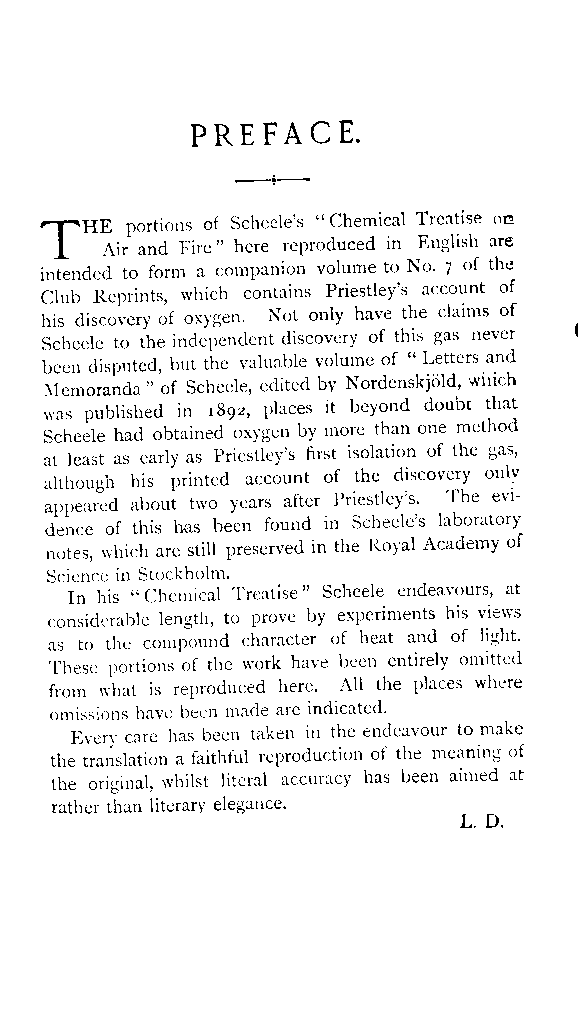 PREFACE.
THE portions of Scheele's "Chemical Treatise on
Air and Fire" here reproduced in English are
intended to form a companion volume to No. 7 of the
Club Reprints, which contains Priestley's account of
his discovery of oxygen. Not only have the claims of
Scheele to the independent discovery of this gas never
been disputed, but the valuable volume of "Letters and
Memoranda" of Scheele, edited by Nordenskjöld, which
was published in 1892, places it beyond doubt that
Scheele had obtained oxygen by more than one method
at least as early as Priestley's first isolation of the gas,
although his printed account of the discovery only
appeared about two years after Priestley's. The evi-
dence of this has been found in Scheele's laboratory
notes, which are still preserved in the Royal Academy of
Science in Stockholm.
In his "Chemical Treatise" Scheele endeavours, at
considerable length, to prove by experiments his views
as to the compound character of heat and of light.
These portions of the work have been entirely omitted
from what is reproduced here. All the places where
omissions have been made are indicated.
Every care has been taken in the endeavour to make
the translation a faithful reproduction of the meaning of
the original, whilst literal accuracy has been aimed at
rather than literary elegance.
L. D.